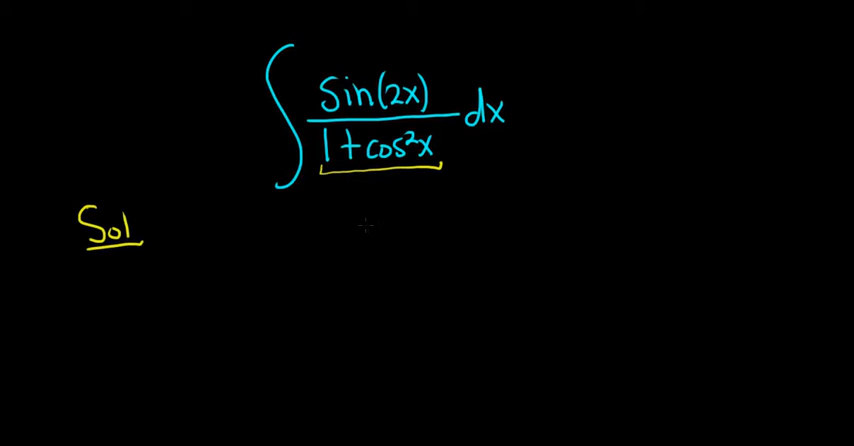 ∫ sin(2x) / (1 + cos²x) dx
Sol